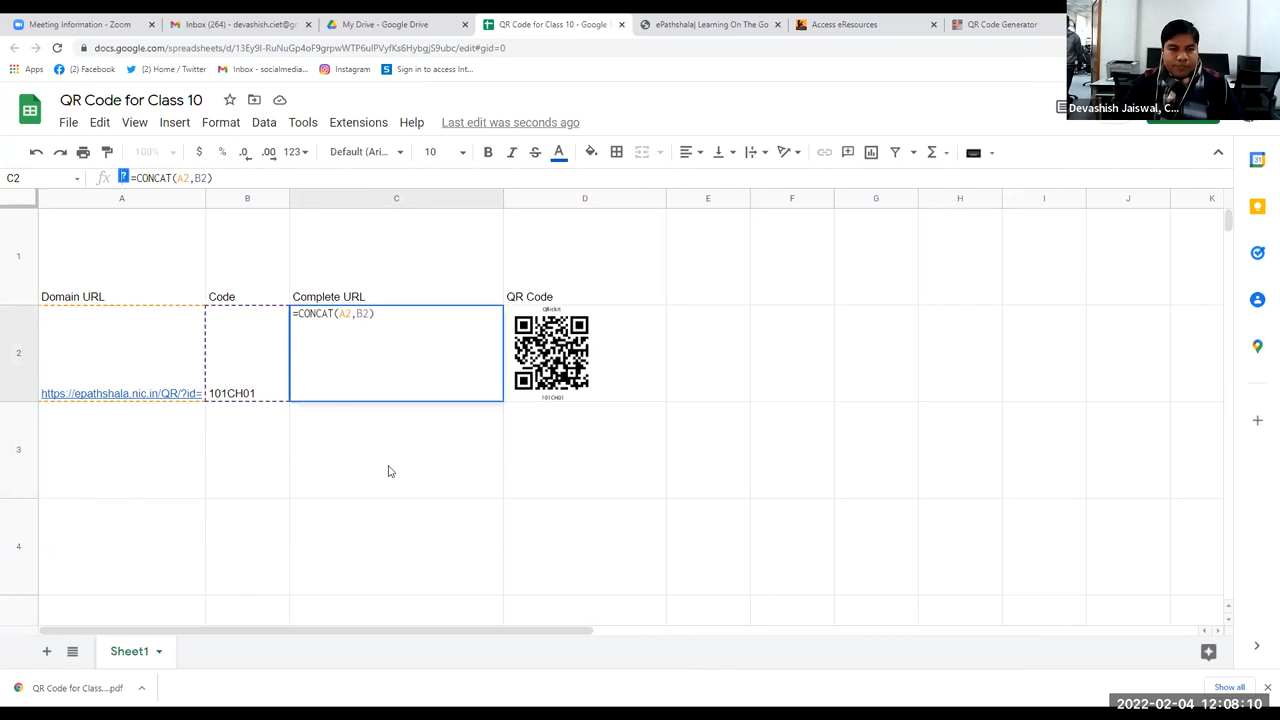 Meeting Information - Zoom
Inbox (264) - devashish.ciet@g
My Drive - Google Drive
QR Code for Class 10 - Google S
ePathshala| Learning On The Go
Access eResources
QR Code Generator
docs.google.com/spreadsheets/d/13Ey9I-RuNuGp4oF9grpwWTP6uIPVyfKs6HybgjS9ubc/edit#gid=0
Apps
(2) Facebook
(2) Home / Twitter
Inbox - socialmedia...
Instagram
Sign in to access Int...
Devashish Jaiswal, C...
QR Code for Class 10
File Edit View Insert Format Data Tools Extensions Help
Last edit was seconds ago
100% $ % .0 .00 123 Default (Ari... 10 B I S A
C2
fx ? =CONCAT(A2,B2)
A B C D E F G H I J K
1
Domain URL
Code
Complete URL
QR Code
2
=CONCAT(A2,B2)
https://epathshala.nic.in/QR/?id=
101CH01
101CH01
3
4
Sheet1
QR Code for Class....pdf
Show all
2022-02-04 12:08:10